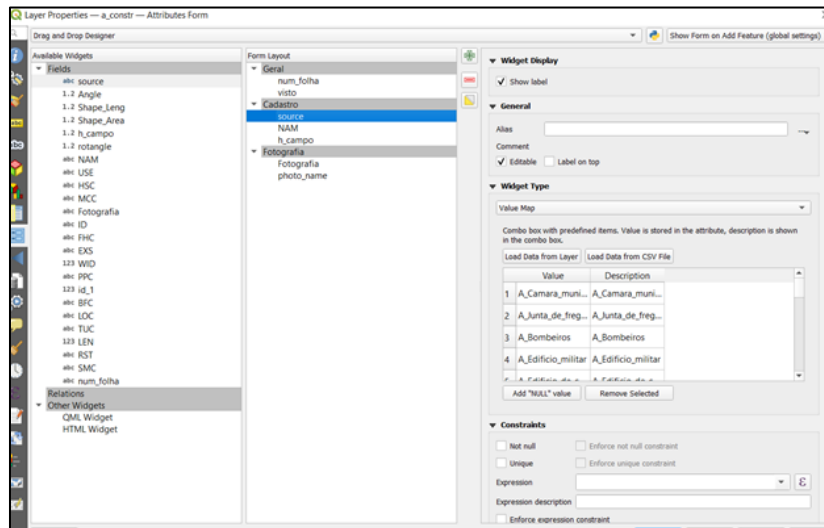 Layer Properties — a_constr — Attributes Form
Drag and Drop Designer
Show Form on Add Feature (global settings)
Available Widgets
Fields
abc source
1.2 Angle
1.2 Shape_Leng
1.2 Shape_Area
1.2 h_campo
1.2 rotangle
abc NAM
abc USE
abc HSC
abc MCC
abc Fotografia
abc ID
abc FHC
abc EXS
123 WID
abc PPC
123 id_1
abc BFC
abc LOC
abc TUC
123 LEN
abc RST
abc SMC
abc num_folha
Relations
Other Widgets
QML Widget
HTML Widget
Form Layout
Geral
num_folha
visto
Cadastro
source
NAM
h_campo
Fotografia
Fotografia
photo_name
Widget Display
Show label
General
Alias
Comment
Editable Label on top
Widget Type
Value Map
Combo box with predefined items. Value is stored in the attribute, description is shown
in the combo box.
Load Data from Layer Load Data from CSV File
Value Description
1 A_Camara_muni... A_Camara_muni...
2 A_Junta_de_freg... A_Junta_de_freg...
3 A_Bombeiros A_Bombeiros
4 A_Edificio_militar A_Edificio_militar
Add "NULL" value Remove Selected
Constraints
Not null Enforce not null constraint
Unique Enforce unique constraint
Expression
ε
Expression description
Enforce expression constraint